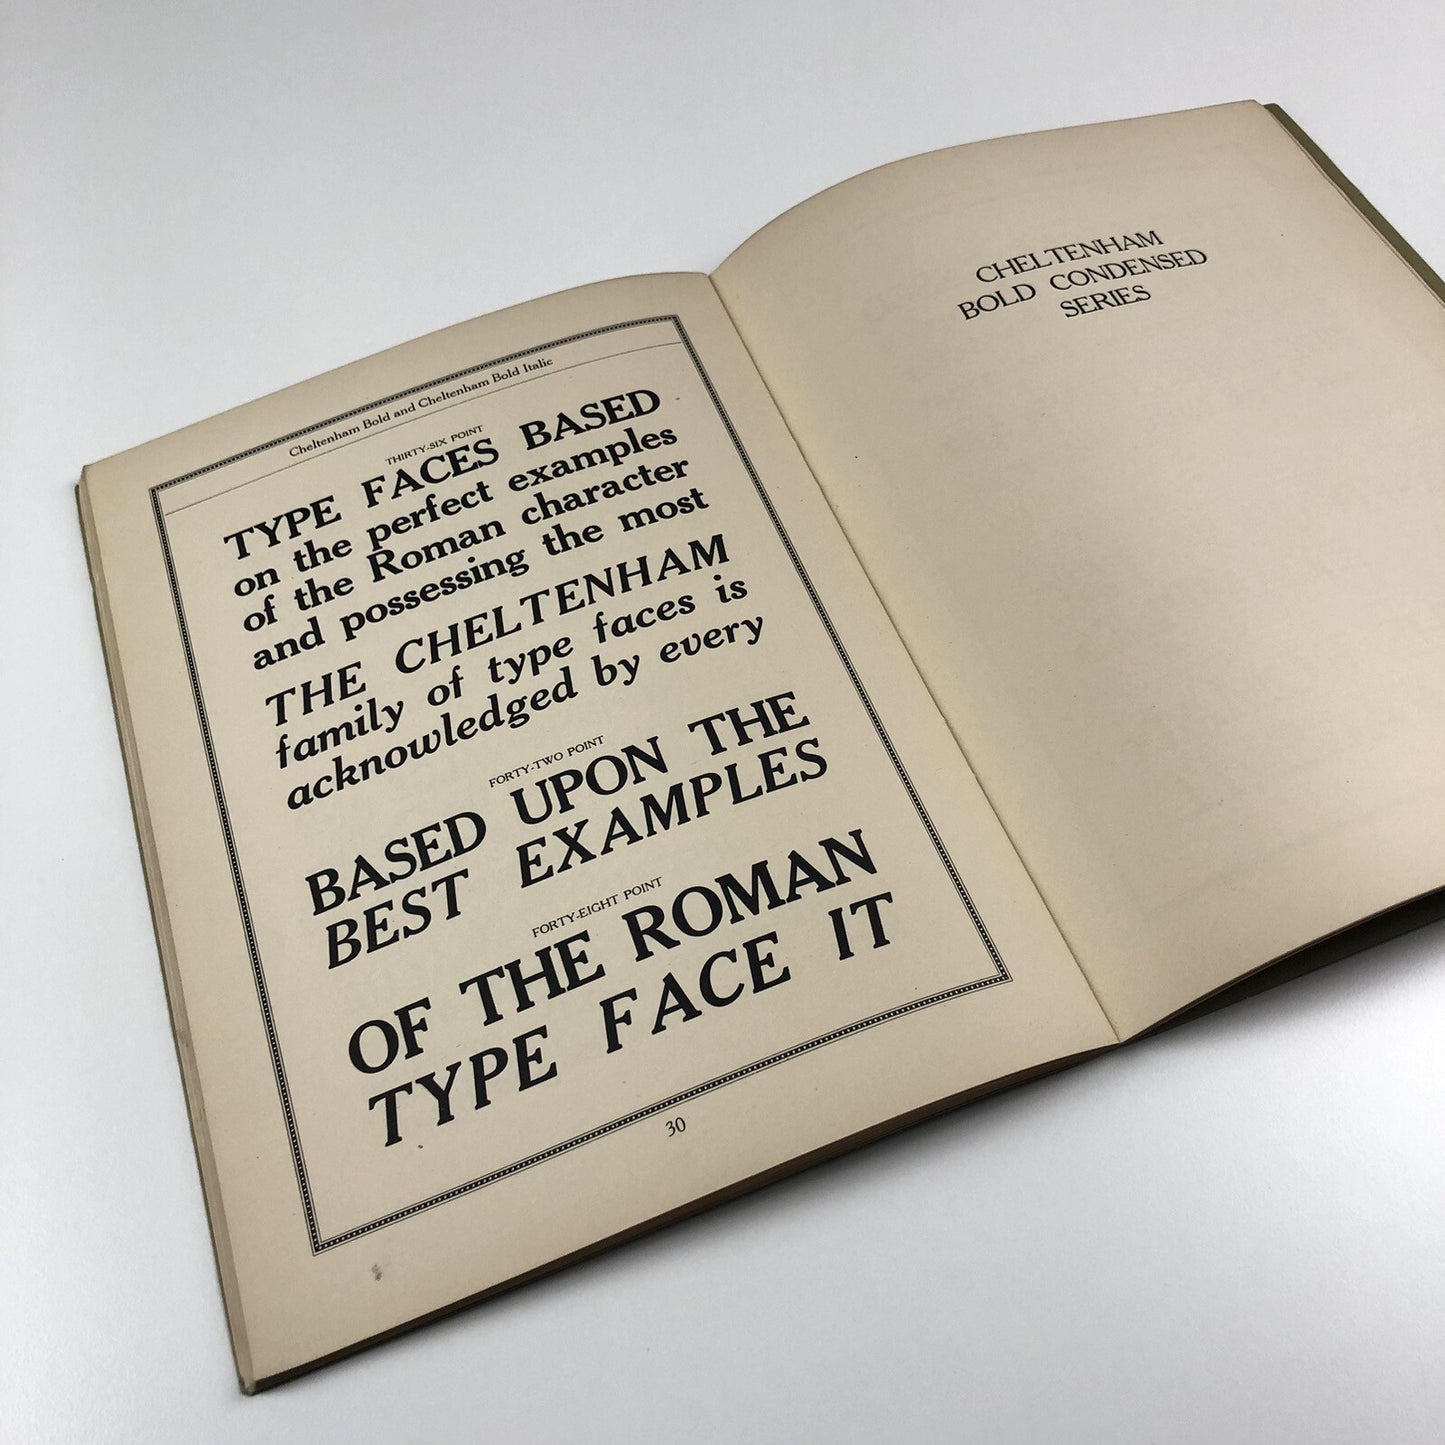 Cheltenham Bold and Cheltenham Bold Italic
THIRTY-SIX POINT
TYPE FACES BASED
on the perfect examples
of the Roman character
and possessing the most
THE CHELTENHAM
family of type faces is
acknowledged by every
FORTY-TWO POINT
BASED UPON THE
BEST EXAMPLES
FORTY-EIGHT POINT
OF THE ROMAN
TYPE FACE IT
30
CHELTENHAM
BOLD CONDENSED
SERIES